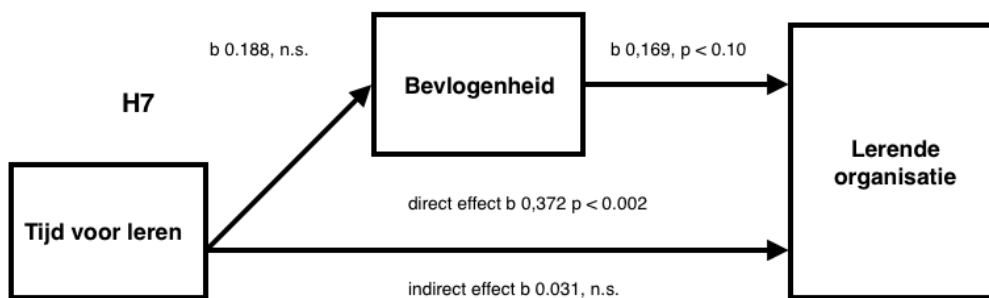 b 0.188, n.s.
b 0,169, p < 0.10
Bevlogenheid
H7
Lerende
organisatie
direct effect b 0,372 p < 0.002
Tijd voor leren
indirect effect b 0.031, n.s.